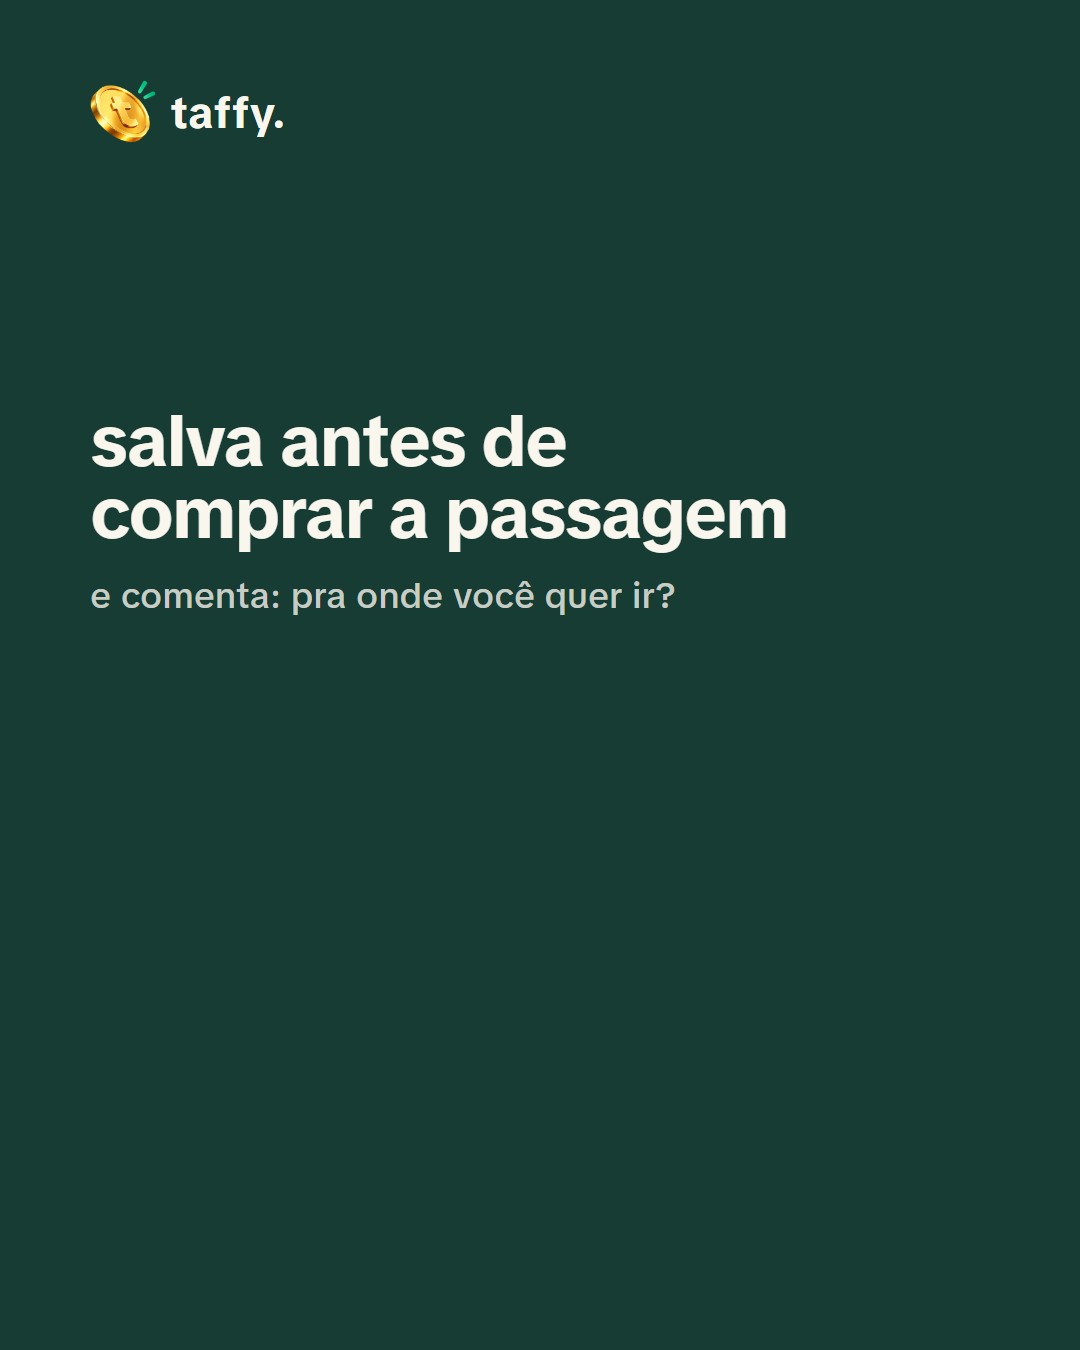 taffy.
salva antes de
comprar a passagem
e comenta: pra onde você quer ir?